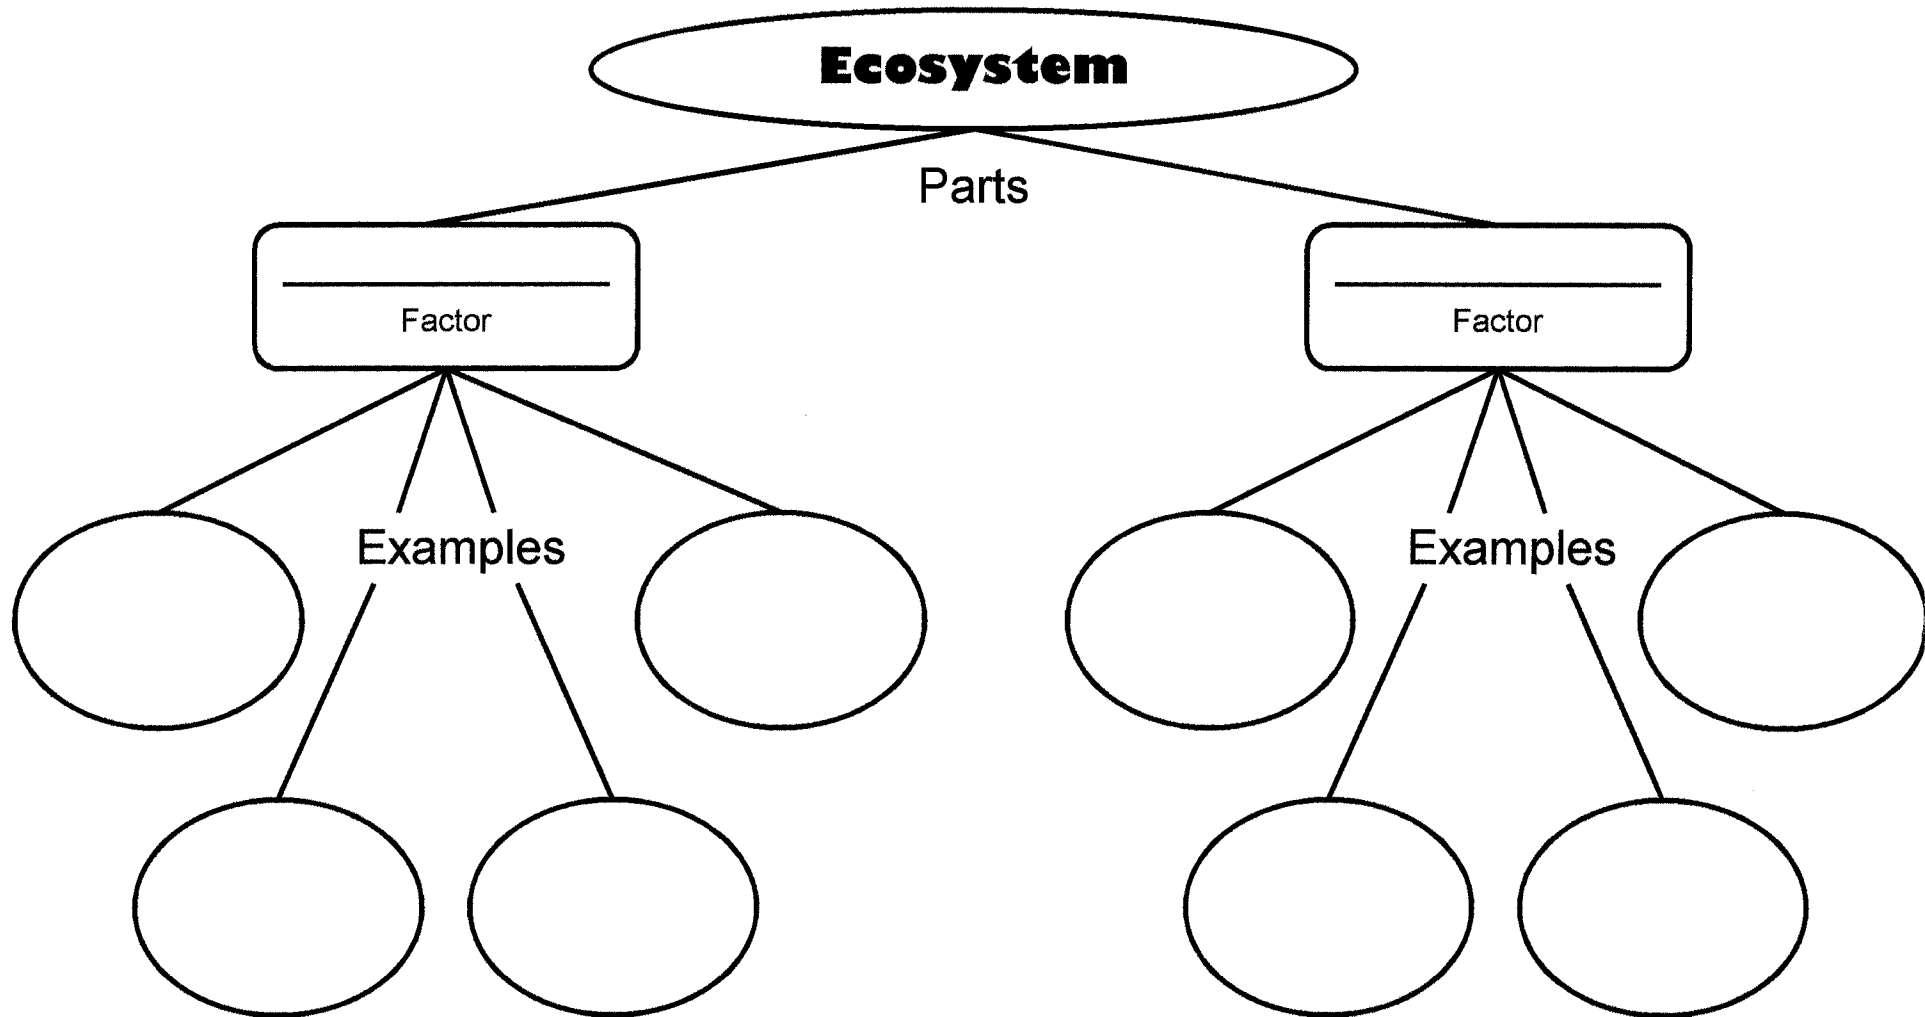 Ecosystem
Parts
Factor
Factor
Examples
Examples